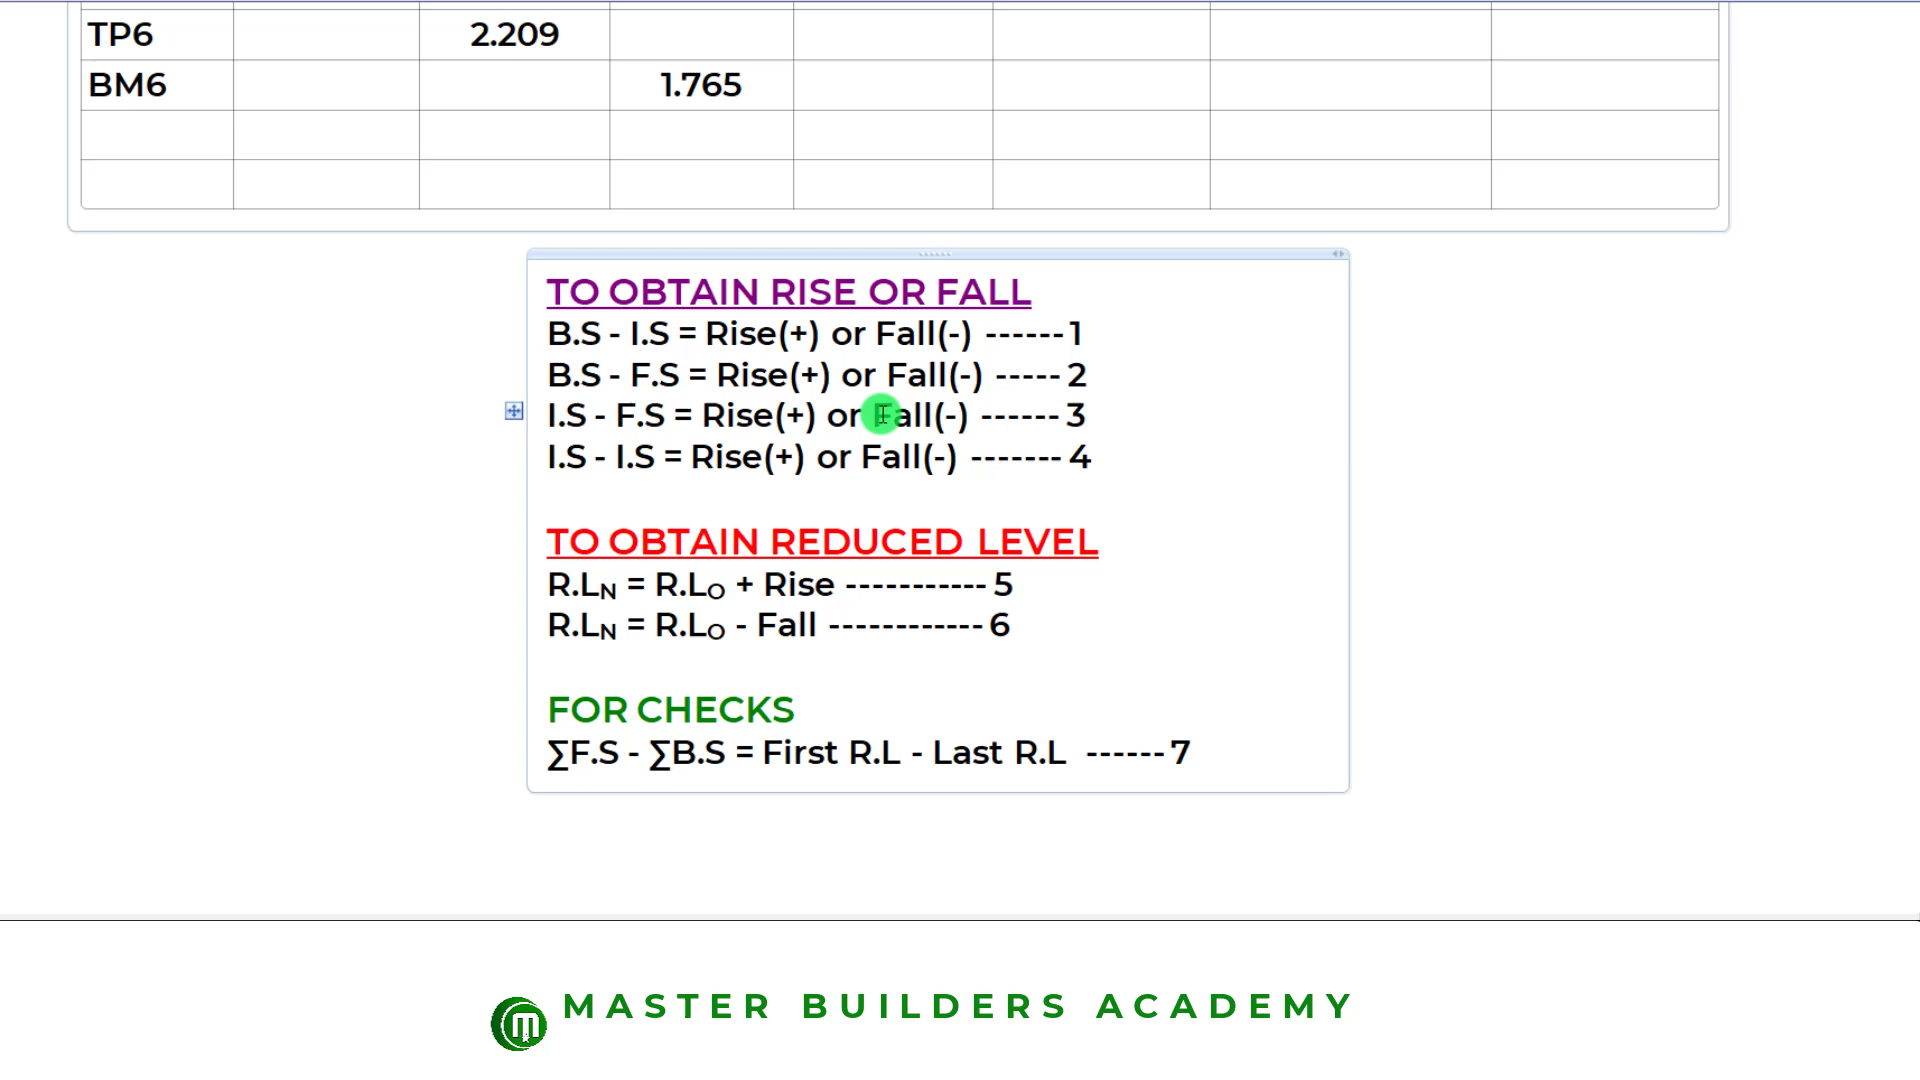 TP6 2.209
BM6 1.765
TO OBTAIN RISE OR FALL
B.S - I.S = Rise(+) or Fall(-) ------1
B.S - F.S = Rise(+) or Fall(-) ----- 2
I.S - F.S = Rise(+) or Fall(-) ------ 3
I.S - I.S = Rise(+) or Fall(-) ------- 4
TO OBTAIN REDUCED LEVEL
R.LN = R.LO + Rise ----------- 5
R.LN = R.LO - Fall ------------ 6
FOR CHECKS
∑F.S - ∑B.S = First R.L - Last R.L ------ 7
MASTER BUILDERS ACADEMY